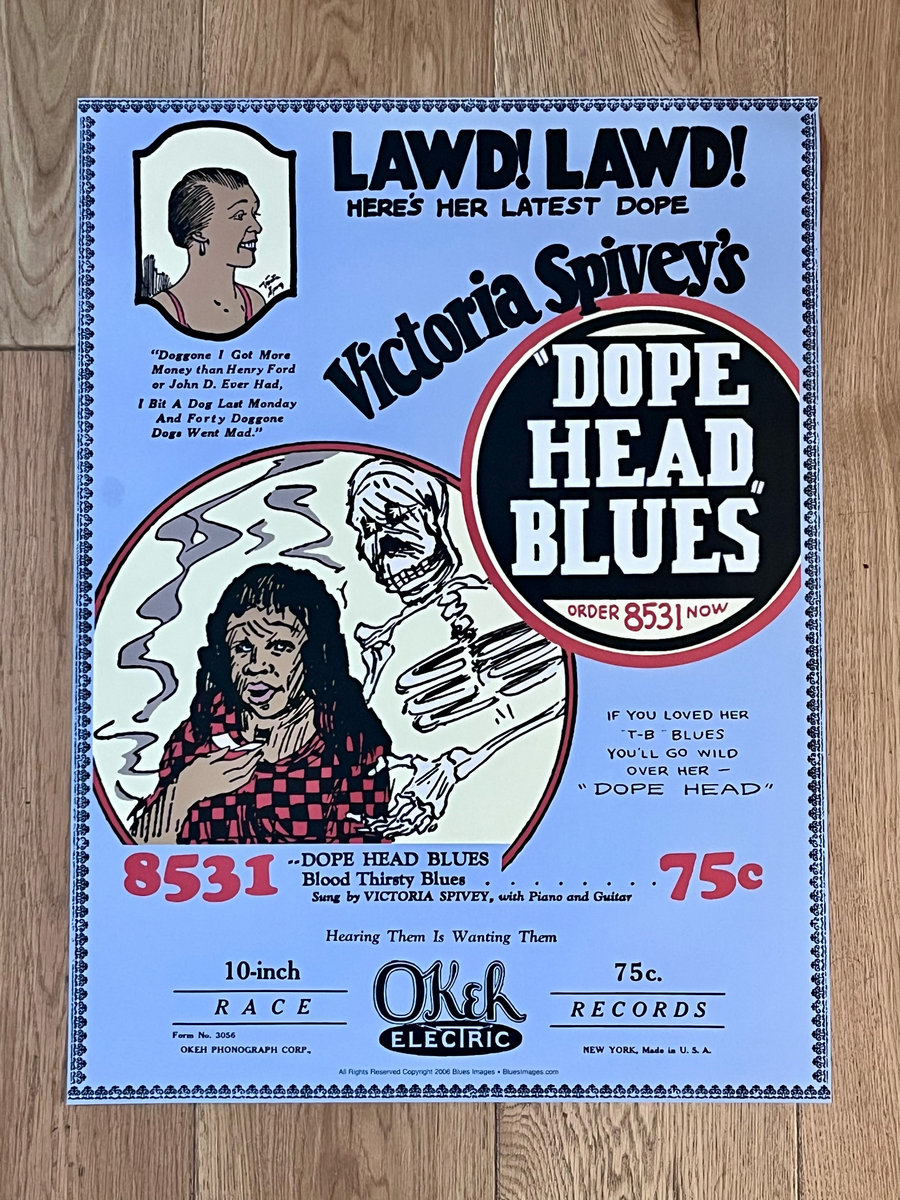 LAWD! LAWD!
HERE'S HER LATEST DOPE
Victoria Spivey's
"DOPE
HEAD
BLUES"
ORDER 8531 NOW
"Doggone I Got More
Money than Henry Ford
or John D. Ever Had,
I Bit A Dog Last Monday
And Forty Doggone
Dogs Went Mad."
IF YOU LOVED HER
"T-B" BLUES
YOU'LL GO WILD
OVER HER —
"DOPE HEAD"
8531 --DOPE HEAD BLUES
Blood Thirsty Blues . . . . . . . . 75c
Sung by VICTORIA SPIVEY, with Piano and Guitar
Hearing Them Is Wanting Them
10-inch
RACE
OKeh
ELECTRIC
75c.
RECORDS
Form No. 3056
OKEH PHONOGRAPH CORP.,
NEW YORK, Made in U. S. A.
All Rights Reserved Copyright 2006 Blues Images • BluesImages.com